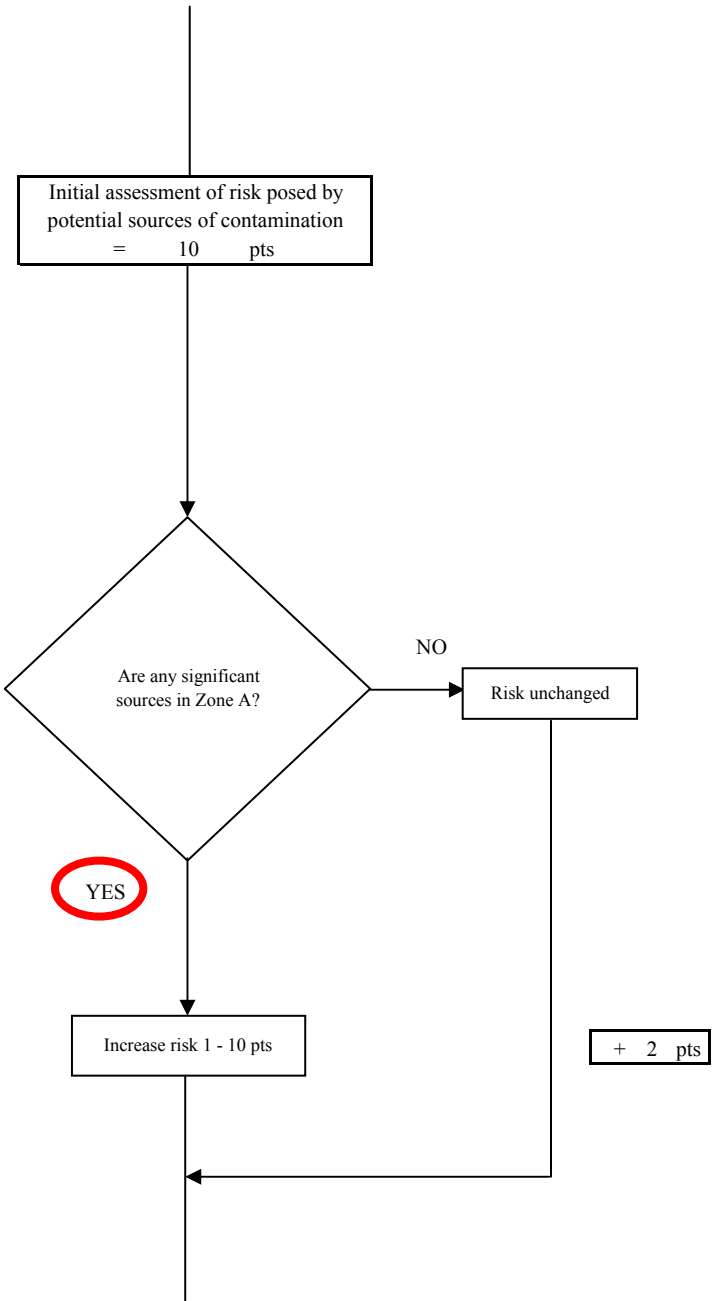 Initial assessment of risk posed by
potential sources of contamination
= 10 pts
Are any significant
sources in Zone A?
NO
Risk unchanged
YES
Increase risk 1 - 10 pts
+ 2 pts